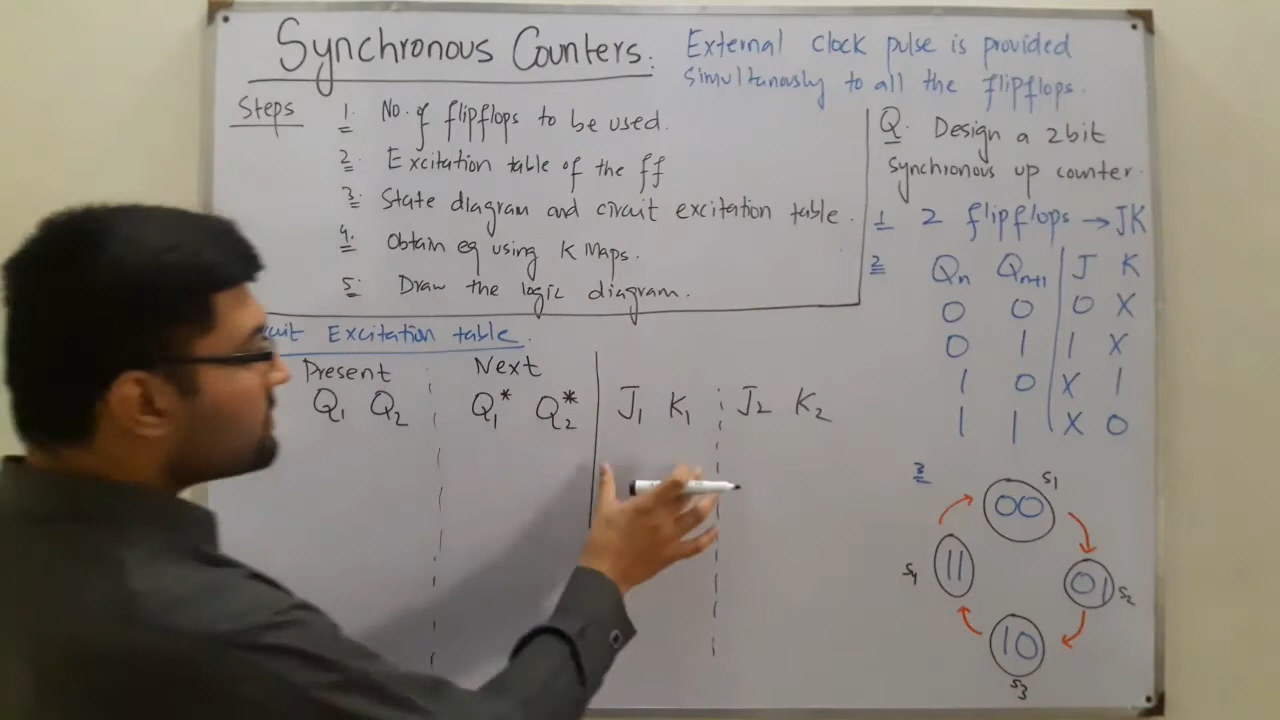 Synchronous Counters.
External clock pulse is provided
simultanously to all the flipflops.
Steps
1. No. of flipflops to be used.
2. Excitation table of the ff
3. State diagram and circuit excitation table.
4. Obtain eq using K Maps.
5. Draw the logic diagram.
Q. Design a 2bit
synchronous up counter.
1 2 flipflops → JK
2 Qn Qn+1 J K
0 0 0 X
0 1 1 X
1 0 X 1
1 1 X 0
Excitation table.
Present Next
Q1 Q2 Q1* Q2* J1 K1 J2 K2
3
S1
00
S4
11
01
S2
10
S3